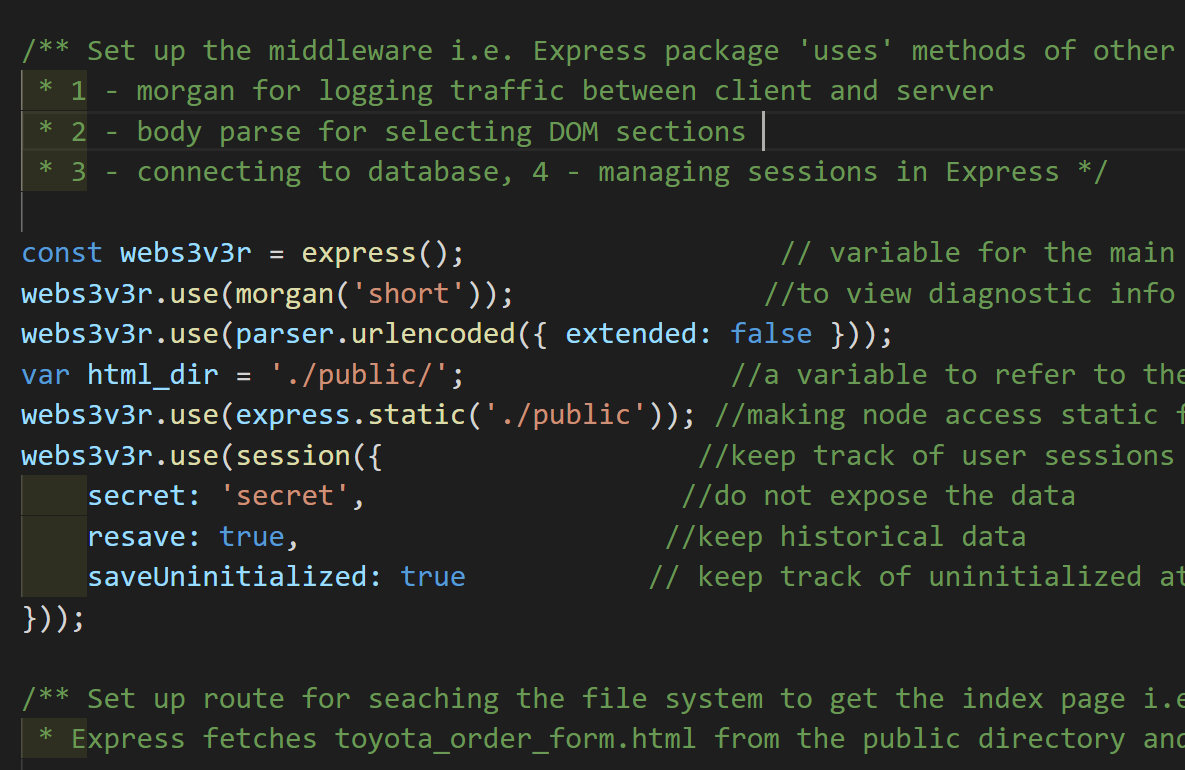 /** Set up the middleware i.e. Express package 'uses' methods of other
 * 1 - morgan for logging traffic between client and server
 * 2 - body parse for selecting DOM sections
 * 3 - connecting to database, 4 - managing sessions in Express */
const webs3v3r = express(); // variable for the main
webs3v3r.use(morgan('short')); //to view diagnostic info
webs3v3r.use(parser.urlencoded({ extended: false }));
var html_dir = './public/'; //a variable to refer to the
webs3v3r.use(express.static('./public')); //making node access static
webs3v3r.use(session({ //keep track of user sessions
    secret: 'secret', //do not expose the data
    resave: true, //keep historical data
    saveUninitialized: true // keep track of uninitialized
}));
/** Set up route for seaching the file system to get the index page
 * Express fetches toyota_order_form.html from the public directory